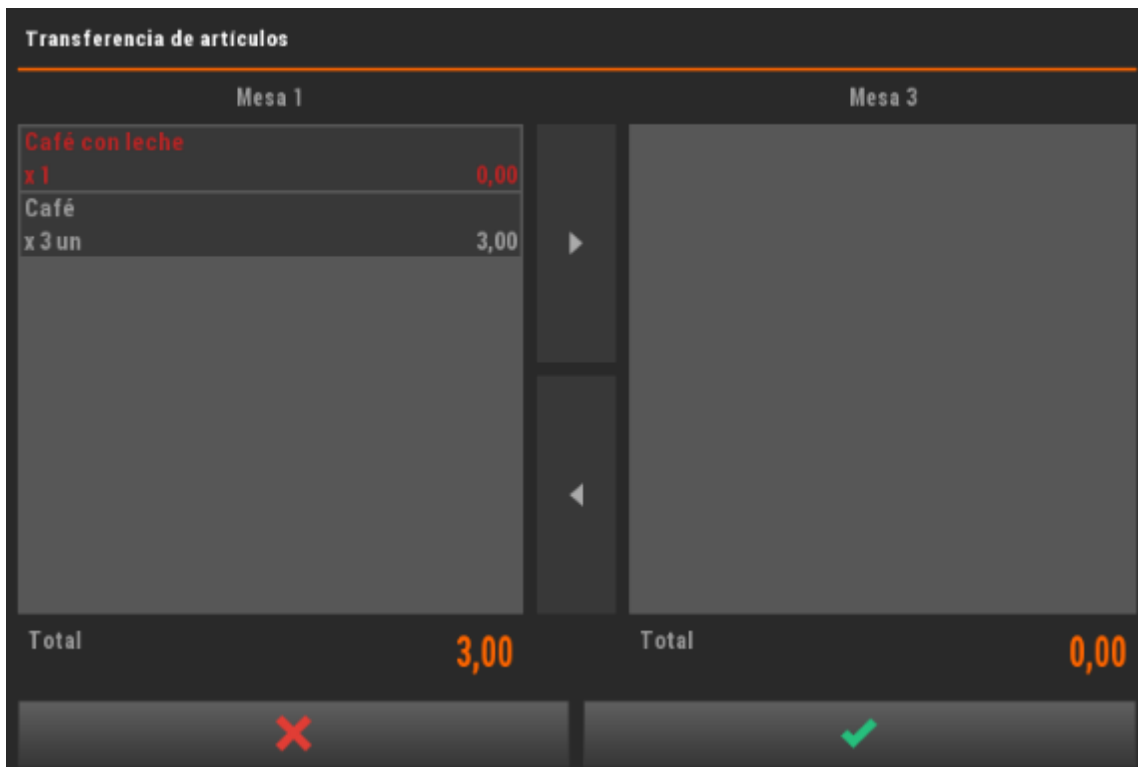 Transferencia de artículos
Mesa 1
Mesa 3
Café con leche
x 1 0,00
Café
x 3 un 3,00
Total 3,00
Total 0,00